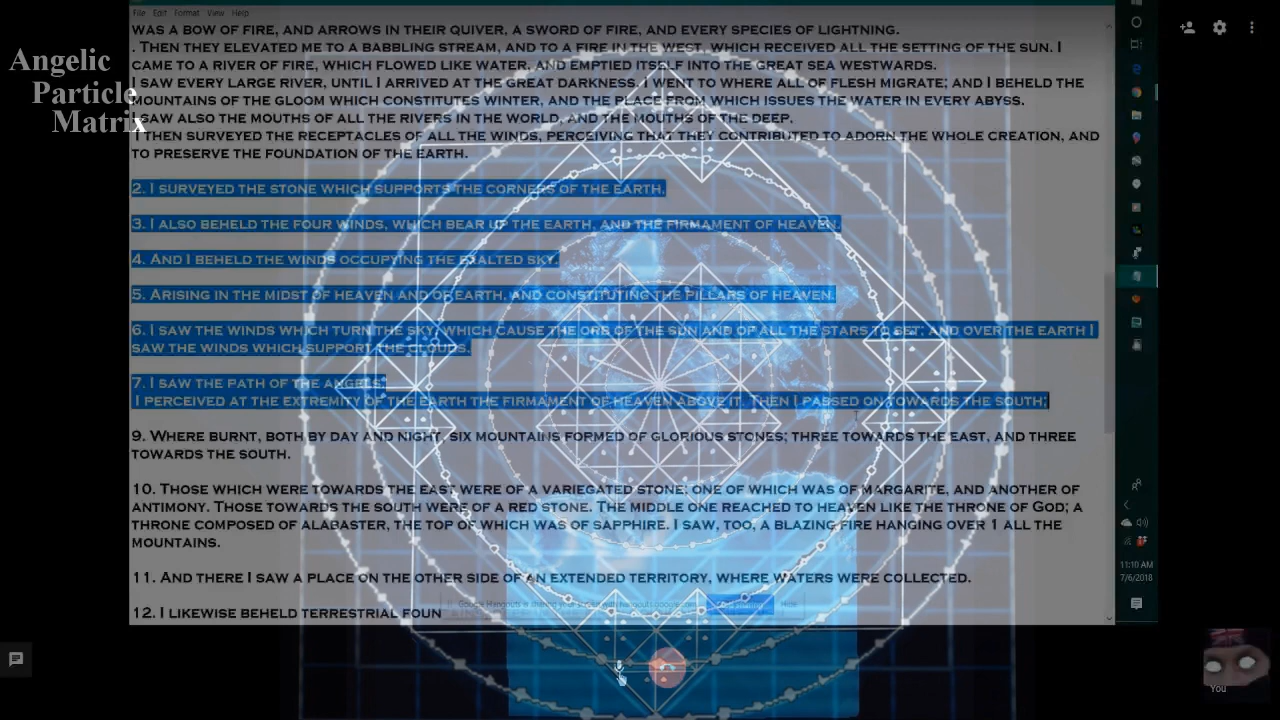 File Edit Format View Help
Angelic
Particle
Matrix
WAS A BOW OF FIRE, AND ARROWS IN THEIR QUIVER, A SWORD OF FIRE, AND EVERY SPECIES OF LIGHTNING.
. THEN THEY ELEVATED ME TO A BABBLING STREAM, AND TO A FIRE IN THE WEST, WHICH RECEIVED ALL THE SETTING OF THE SUN. I
CAME TO A RIVER OF FIRE, WHICH FLOWED LIKE WATER, AND EMPTIED ITSELF INTO THE GREAT SEA WESTWARDS.
I SAW EVERY LARGE RIVER, UNTIL I ARRIVED AT THE GREAT DARKNESS. I WENT TO WHERE ALL OF FLESH MIGRATE; AND I BEHELD THE
MOUNTAINS OF THE GLOOM WHICH CONSTITUTES WINTER, AND THE PLACE FROM WHICH ISSUES THE WATER IN EVERY ABYSS.
I SAW ALSO THE MOUTHS OF ALL THE RIVERS IN THE WORLD, AND THE MOUTHS OF THE DEEP.
I THEN SURVEYED THE RECEPTACLES OF ALL THE WINDS, PERCEIVING THAT THEY CONTRIBUTED TO ADORN THE WHOLE CREATION, AND
TO PRESERVE THE FOUNDATION OF THE EARTH.
2. I SURVEYED THE STONE WHICH SUPPORTS THE CORNERS OF THE EARTH.
3. I ALSO BEHELD THE FOUR WINDS, WHICH BEAR UP THE EARTH, AND THE FIRMAMENT OF HEAVEN.
4. AND I BEHELD THE WINDS OCCUPYING THE EXALTED SKY.
5. ARISING IN THE MIDST OF HEAVEN AND OF EARTH, AND CONSTITUTING THE PILLARS OF HEAVEN.
6. I SAW THE WINDS WHICH TURN THE SKY, WHICH CAUSE THE ORB OF THE SUN AND OF ALL THE STARS TO SET; AND OVER THE EARTH I
SAW THE WINDS WHICH SUPPORT THE CLOUDS.
7. I SAW THE PATH OF THE ANGELS.
I PERCEIVED AT THE EXTREMITY OF THE EARTH THE FIRMAMENT OF HEAVEN ABOVE IT. THEN I PASSED ON TOWARDS THE SOUTH;
9. WHERE BURNT, BOTH BY DAY AND NIGHT, SIX MOUNTAINS FORMED OF GLORIOUS STONES; THREE TOWARDS THE EAST, AND THREE
TOWARDS THE SOUTH.
10. THOSE WHICH WERE TOWARDS THE EAST WERE OF A VARIEGATED STONE; ONE OF WHICH WAS OF MARGARITE, AND ANOTHER OF
ANTIMONY. THOSE TOWARDS THE SOUTH WERE OF A RED STONE. THE MIDDLE ONE REACHED TO HEAVEN LIKE THE THRONE OF GOD; A
THRONE COMPOSED OF ALABASTER, THE TOP OF WHICH WAS OF SAPPHIRE. I SAW, TOO, A BLAZING FIRE HANGING OVER 1 ALL THE
MOUNTAINS.
11. AND THERE I SAW A PLACE ON THE OTHER SIDE OF AN EXTENDED TERRITORY, WHERE WATERS WERE COLLECTED.
12. I LIKEWISE BEHELD TERRESTRIAL FOUN
Google Hangouts is sharing your screen with hangouts.google.com.
Stop sharing
Hide
11:10 AM
7/6/2018
You